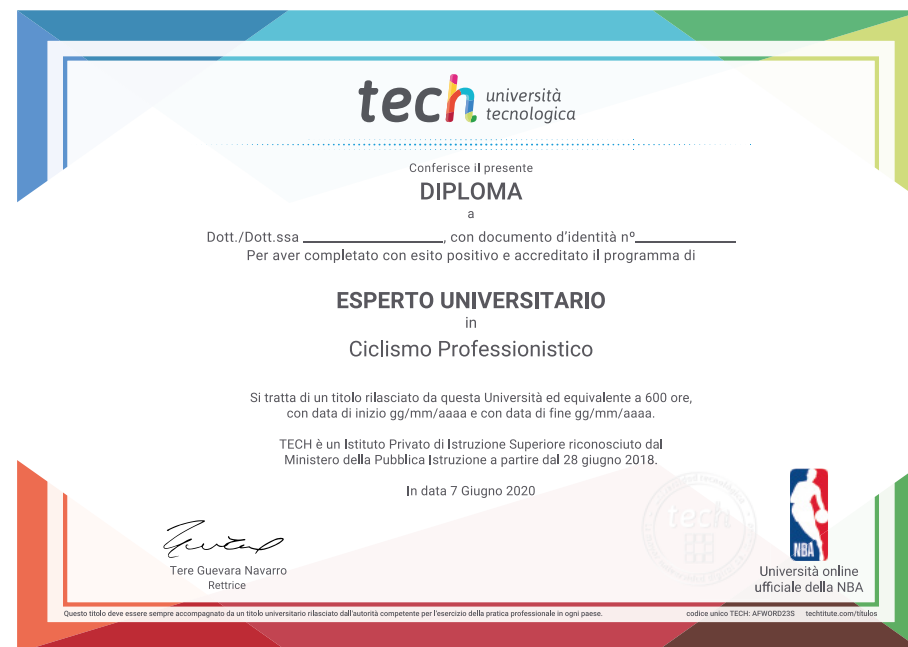 tech università
tecnologica
Conferisce il presente
DIPLOMA
a
Dott./Dott.ssa ____________________, con documento d'identità nº______________
Per aver completato con esito positivo e accreditato il programma di
ESPERTO UNIVERSITARIO
in
Ciclismo Professionistico
Si tratta di un titolo rilasciato da questa Università ed equivalente a 600 ore,
con data di inizio gg/mm/aaaa e con data di fine gg/mm/aaaa.
TECH è un Istituto Privato di Istruzione Superiore riconosciuto dal
Ministero della Pubblica Istruzione a partire dal 28 giugno 2018.
In data 7 Giugno 2020
tech
NBA
Tere Guevara Navarro
Rettrice
Università online
ufficiale della NBA
Questo titolo deve essere sempre accompagnato da un titolo universitario rilasciato dall'autorità competente per l'esercizio della pratica professionale in ogni paese.
codice unico TECH: AFWORD23S techtitute.com/titulos